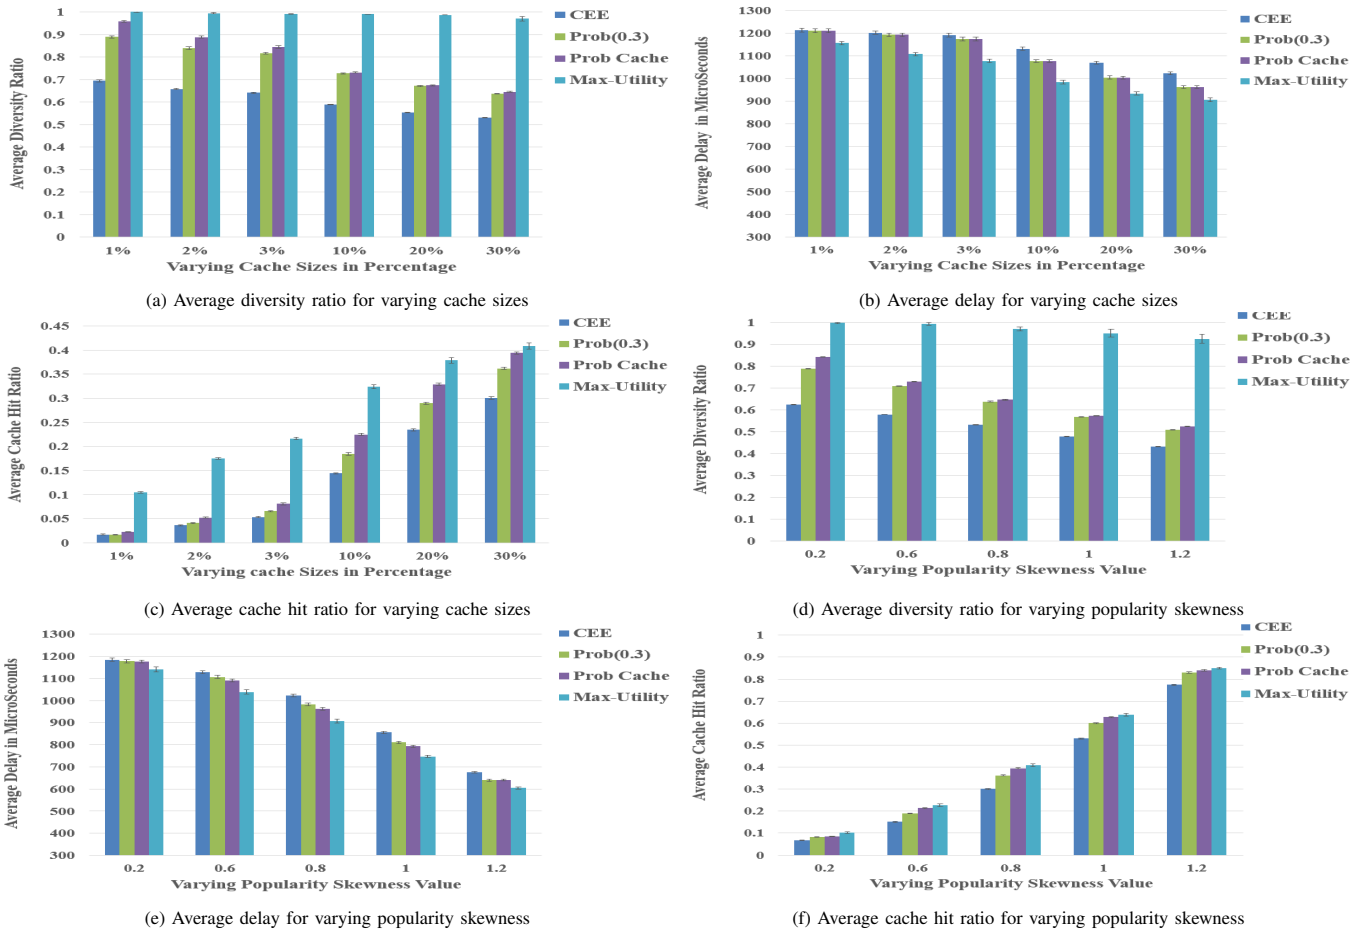 1
0.9
0.8
0.7
0.6
0.5
0.4
0.3
0.2
0.1
0
Average Diversity Ratio
1% 2% 3% 10% 20% 30%
Varying Cache Sizes in Percentage
CEE
Prob(0.3)
Prob Cache
Max-Utility
(a) Average diversity ratio for varying cache sizes
1300
1200
1100
1000
900
800
700
600
500
400
300
Average Delay in MicroSeconds
1% 2% 3% 10% 20% 30%
Varying Cache Sizes in Percentage
CEE
Prob(0.3)
Prob Cache
Max-Utility
(b) Average delay for varying cache sizes
0.45
0.4
0.35
0.3
0.25
0.2
0.15
0.1
0.05
0
Average Cache Hit Ratio
1% 2% 3% 10% 20% 30%
Varying cache Sizes in Percentage
CEE
Prob(0.3)
Prob Cache
Max-Utility
(c) Average cache hit ratio for varying cache sizes
1
0.9
0.8
0.7
0.6
0.5
0.4
0.3
0.2
0.1
0
Average Diversity Ratio
0.2 0.6 0.8 1 1.2
Varying Popularity Skewness Value
CEE
Prob(0.3)
Prob Cache
Max-Utility
(d) Average diversity ratio for varying popularity skewness
1300
1200
1100
1000
900
800
700
600
500
400
300
Average Delay in MicroSeconds
0.2 0.6 0.8 1 1.2
Varying Popularity Skewness Value
CEE
Prob(0.3)
Prob Cache
Max-Utility
(e) Average delay for varying popularity skewness
1
0.9
0.8
0.7
0.6
0.5
0.4
0.3
0.2
0.1
0
Average Cache Hit Ratio
0.2 0.6 0.8 1 1.2
Varying Popularity Skewness Value
CEE
Prob(0.3)
Prob Cache
Max-Utility
(f) Average cache hit ratio for varying popularity skewness